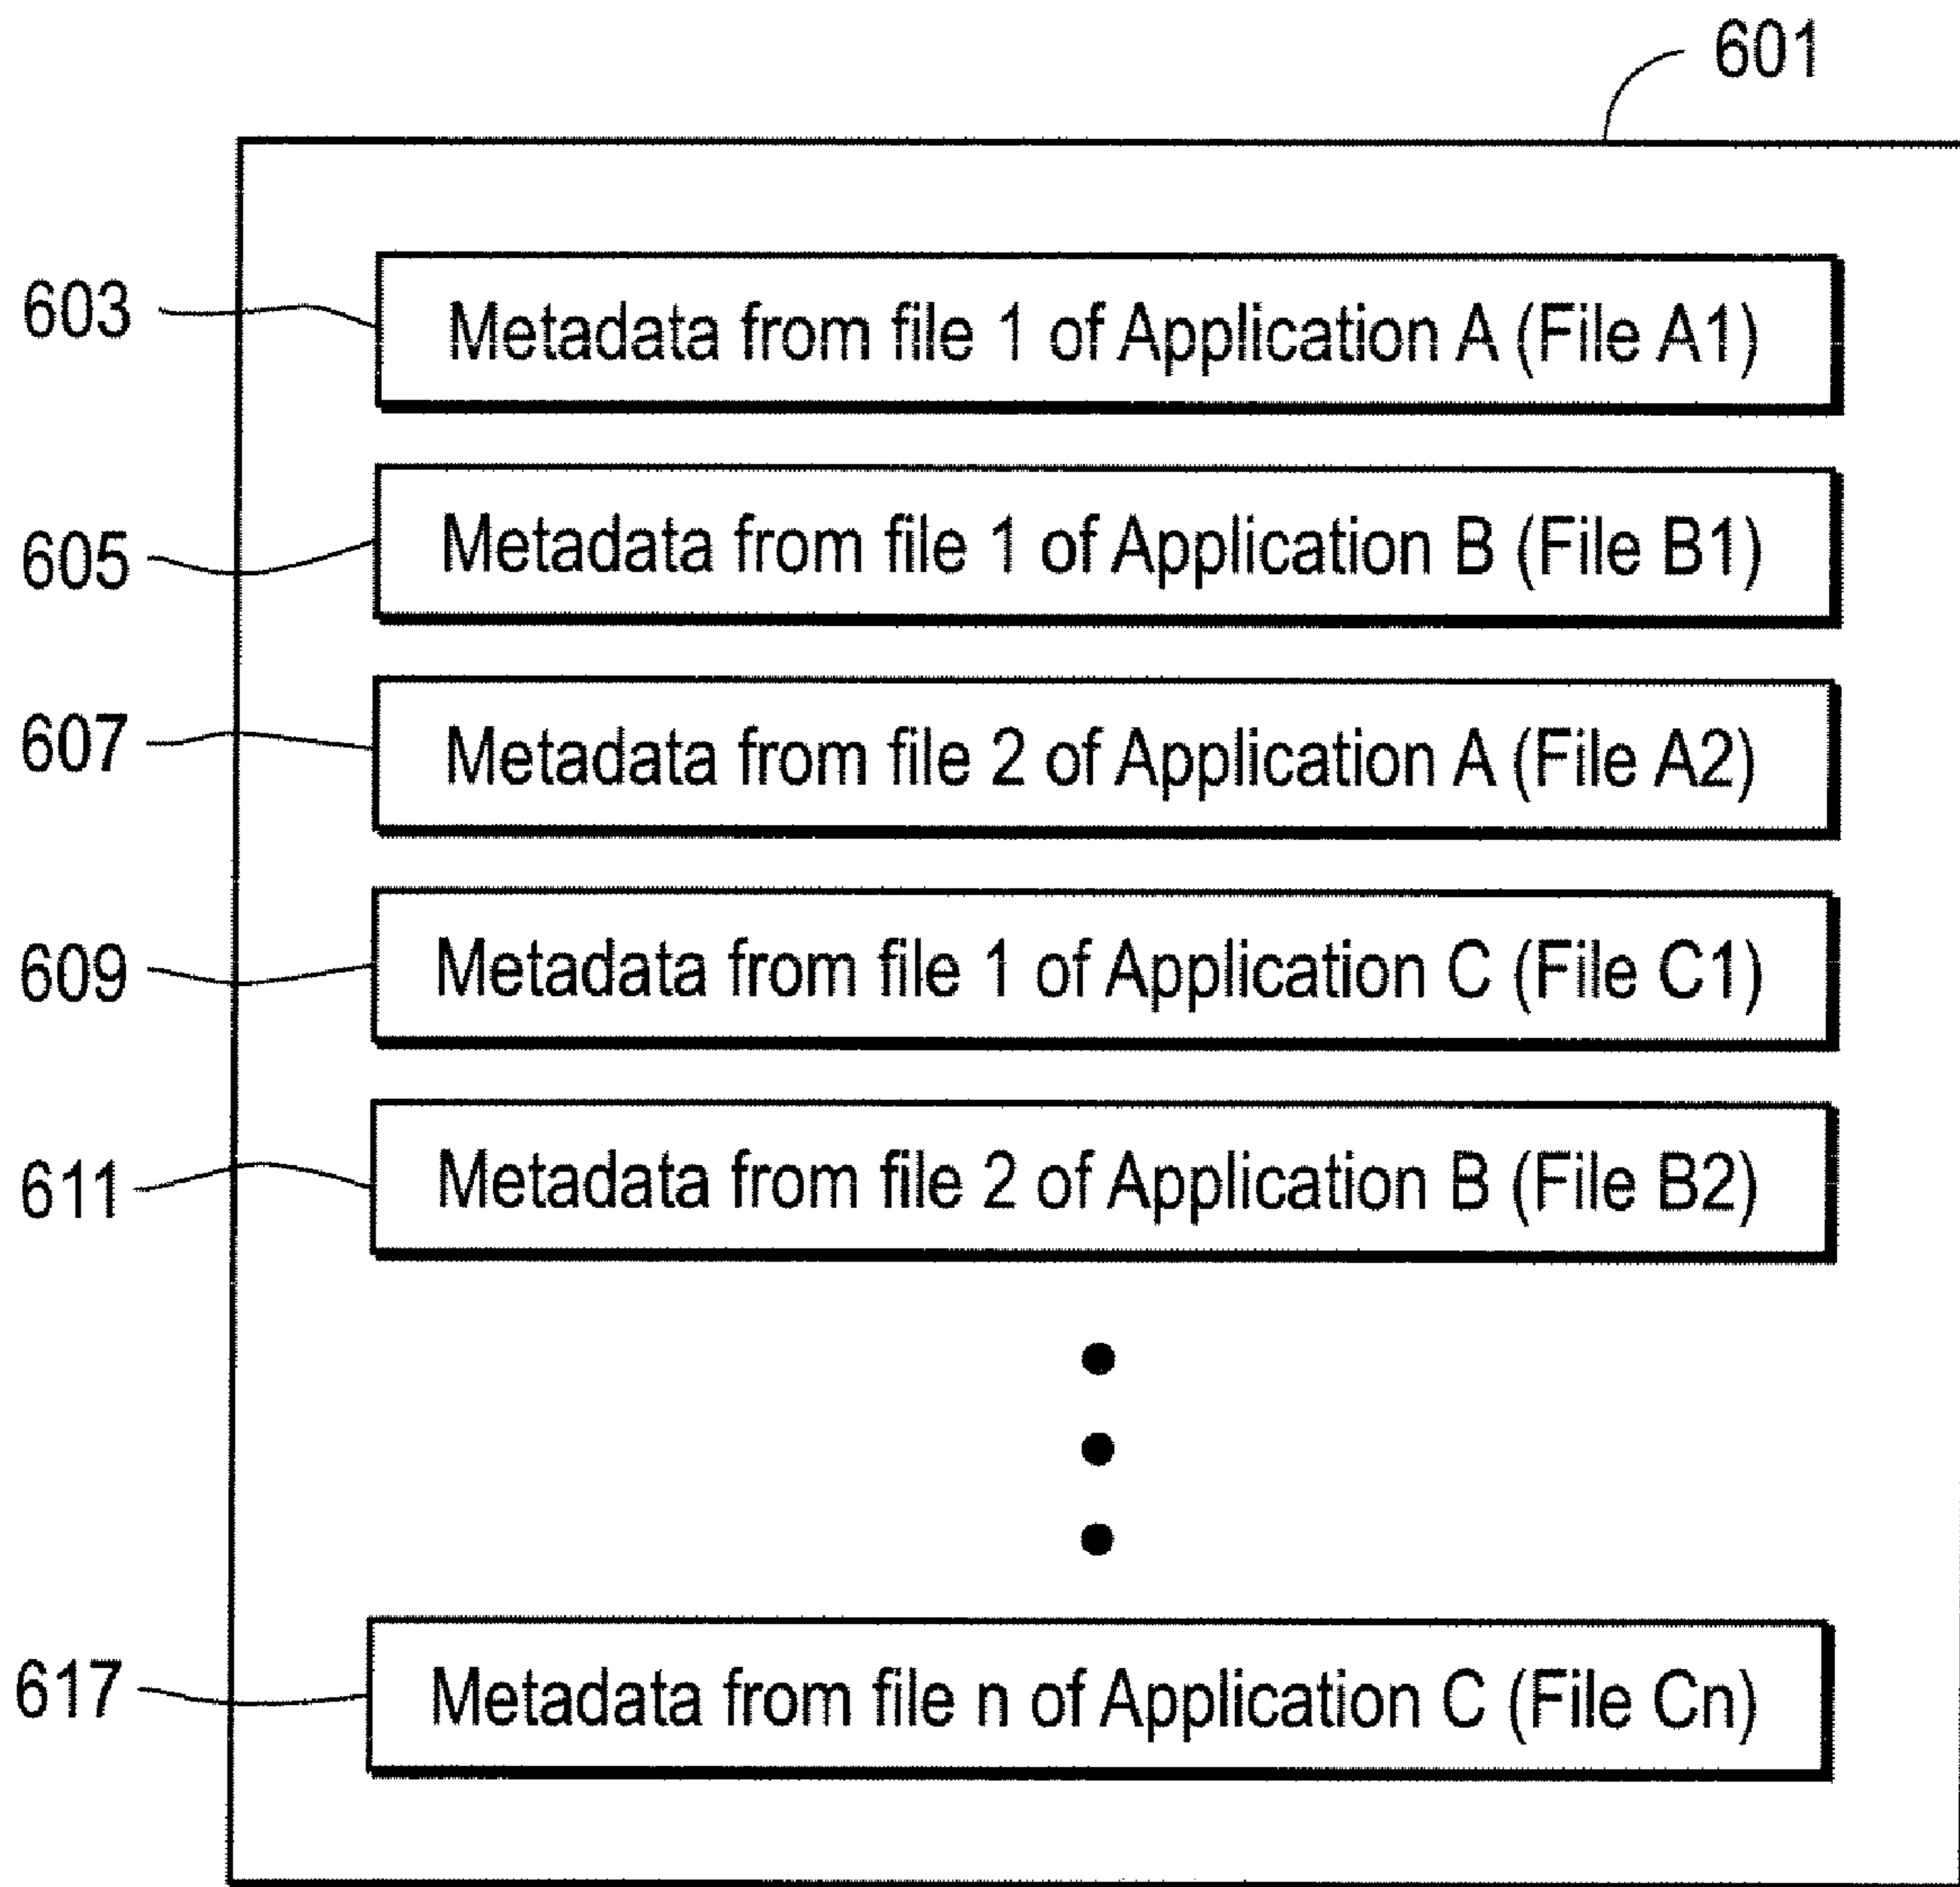 601
603 Metadata from file 1 of Application A (File A1)
605 Metadata from file 1 of Application B (File B1)
607 Metadata from file 2 of Application A (File A2)
609 Metadata from file 1 of Application C (File C1)
611 Metadata from file 2 of Application B (File B2)
617 Metadata from file n of Application C (File Cn)